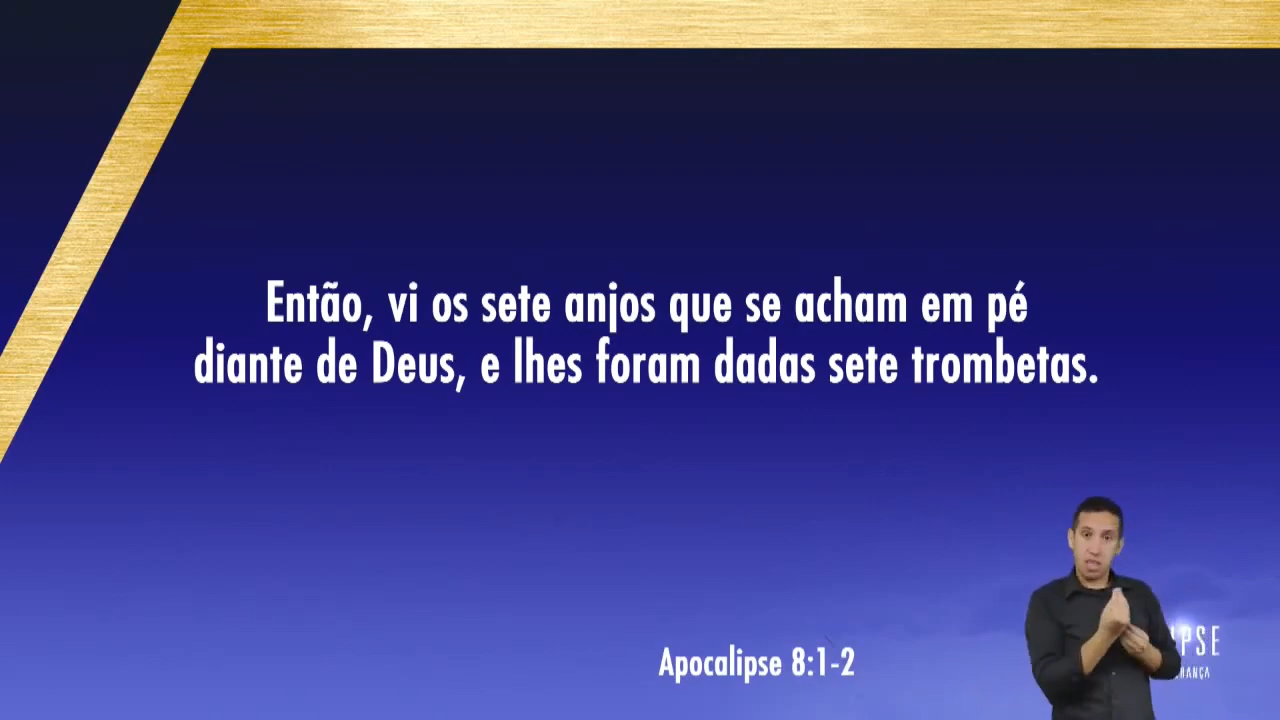 Então, vi os sete anjos que se acham em pé
diante de Deus, e lhes foram dadas sete trombetas.
Apocalipse 8:1-2